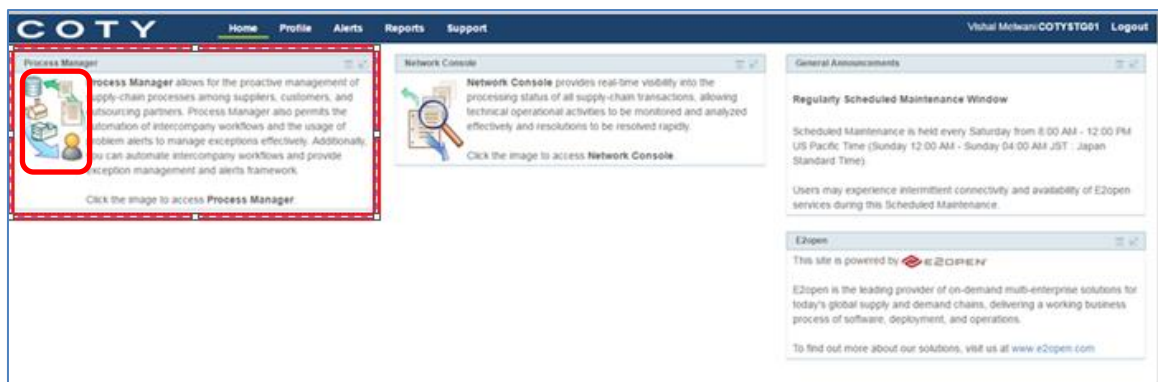 COTY
Home Profile Alerts Reports Support
Vishal Melwani COTYSTG01 Logout
Process Manager
Process Manager allows for the proactive management of
supply-chain processes among suppliers, customers, and
outsourcing partners. Process Manager also permits the
automation of intercompany workflows and the usage of
problem alerts to manage exceptions effectively. Additionally,
you can automate intercompany workflows and provide
exception management and alerts framework.
Click the image to access Process Manager.
Network Console
Network Console provides real-time visibility into the
processing status of all supply-chain transactions, allowing
technical operational activities to be monitored and analyzed
effectively and resolutions to be resolved rapidly.
Click the image to access Network Console
General Announcements
Regularly Scheduled Maintenance Window
Scheduled Maintenance is held every Saturday from 8:00 AM - 12:00 PM
US Pacific Time (Sunday 12:00 AM - Sunday 04:00 AM JST : Japan
Standard Time).
Users may experience intermittent connectivity and availability of E2open
services during this Scheduled Maintenance.
E2open
This site is powered by E2OPEN
E2open is the leading provider of on-demand multi-enterprise solutions for
today's global supply and demand chains, delivering a working business
process of software, deployment, and operations.
To find out more about our solutions, visit us at www.e2open.com